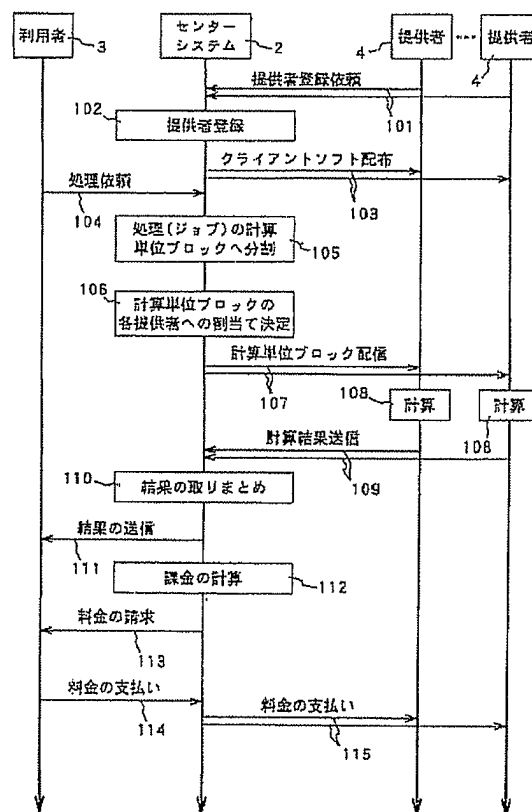 利用者
3
センター
システム
2
4
提供者
提供者
4
提供者登録依頼
101
102
提供者登録
クライアントソフト配布
103
処理依頼
104
処理(ジョブ)の計算
単位ブロックへ分割
105
106
計算単位ブロックの
各提供者への割当て決定
計算単位ブロック配信
107
108
計算
計算
108
計算結果送信
109
110
結果の取りまとめ
結果の送信
111
課金の計算
112
料金の請求
113
料金の支払い
114
料金の支払い
115